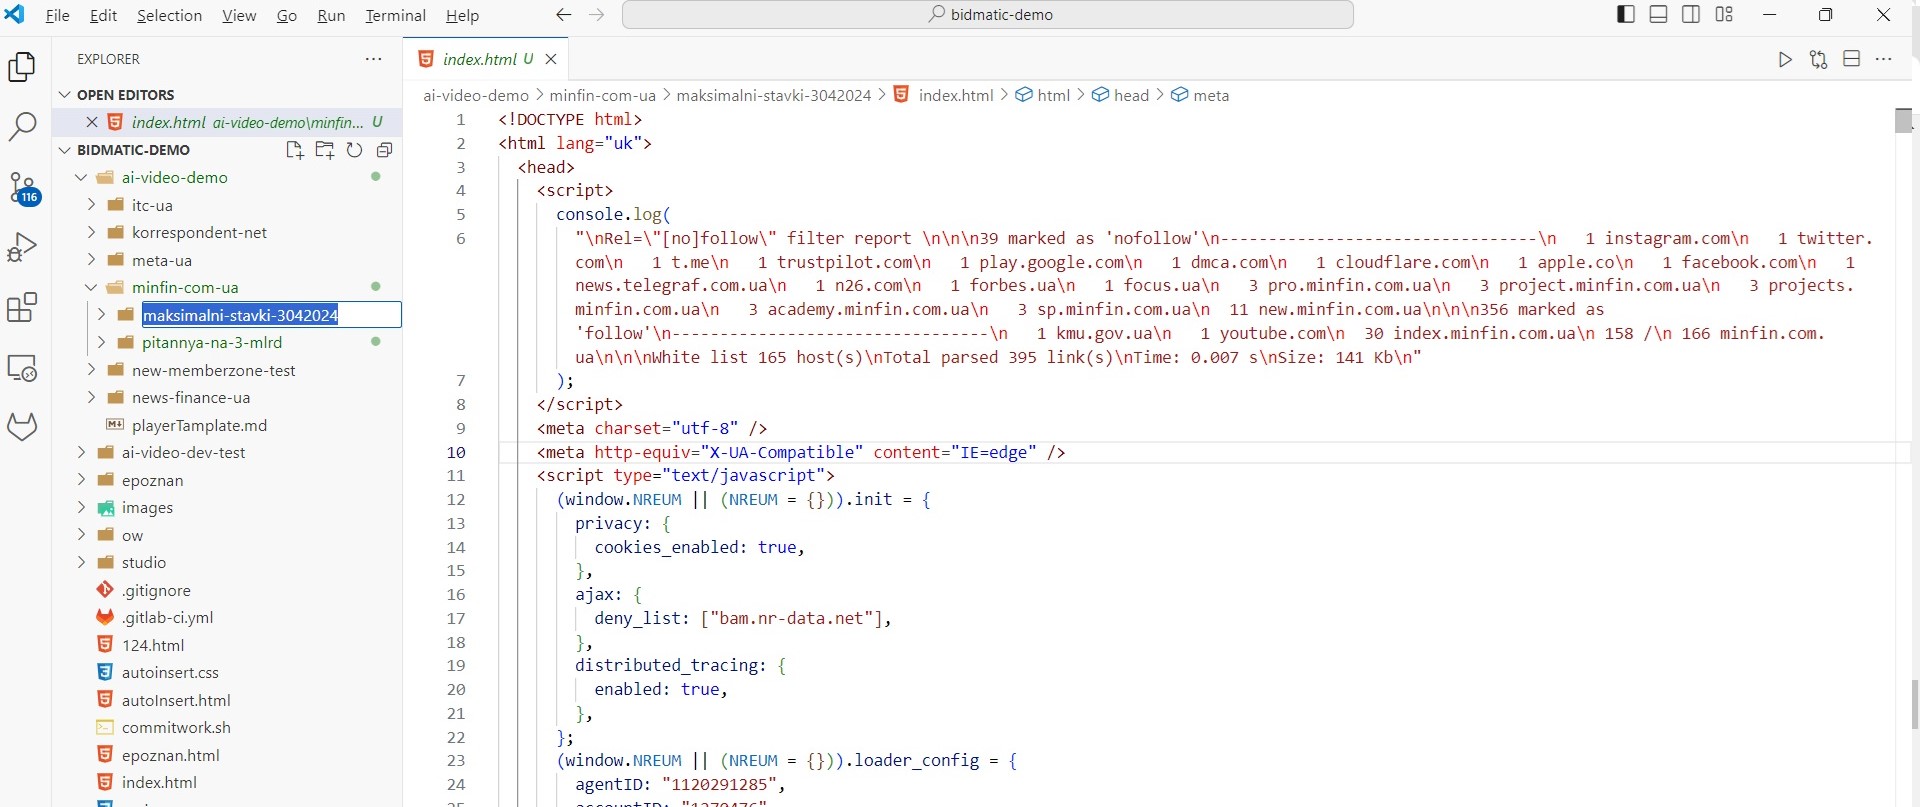 File Edit Selection View Go Run Terminal Help
bidmatic-demo
EXPLORER
OPEN EDITORS
index.html ai-video-demo\minfin... U
BIDMATIC-DEMO
ai-video-demo
itc-ua
korrespondent-net
meta-ua
minfin-com-ua
maksimalni-stavki-3042024
pitannya-na-3-mlrd
new-memberzone-test
news-finance-ua
playerTamplate.md
ai-video-dev-test
epoznan
images
ow
studio
.gitignore
.gitlab-ci.yml
124.html
autoinsert.css
autoInsert.html
commitwork.sh
epoznan.html
index.html
116
index.html U
ai-video-demo > minfin-com-ua > maksimalni-stavki-3042024 > index.html > html > head > meta
1 <!DOCTYPE html>
2 <html lang="uk">
3 <head>
4 <script>
5 console.log(
6 "\nRel=\"[no]follow\" filter report \n\n\n39 marked as 'nofollow'\n---------------------------------\n   1 instagram.com\n   1 twitter.
com\n   1 t.me\n   1 trustpilot.com\n   1 play.google.com\n   1 dmca.com\n   1 cloudflare.com\n   1 apple.co\n   1 facebook.com\n   1
news.telegraf.com.ua\n   1 n26.com\n   1 forbes.ua\n   1 focus.ua\n   3 pro.minfin.com.ua\n   3 project.minfin.com.ua\n   3 projects.
minfin.com.ua\n   3 academy.minfin.com.ua\n   3 sp.minfin.com.ua\n  11 new.minfin.com.ua\n\n\n356 marked as
'follow'\n---------------------------------\n   1 kmu.gov.ua\n   1 youtube.com\n  30 index.minfin.com.ua\n 158 /\n 166 minfin.com.
ua\n\n\nWhite list 165 host(s)\nTotal parsed 395 link(s)\nTime: 0.007 s\nSize: 141 Kb\n"
7 );
8 </script>
9 <meta charset="utf-8" />
10 <meta http-equiv="X-UA-Compatible" content="IE=edge" />
11 <script type="text/javascript">
12 (window.NREUM || (NREUM = {})).init = {
13 privacy: {
14 cookies_enabled: true,
15 },
16 ajax: {
17 deny_list: ["bam.nr-data.net"],
18 },
19 distributed_tracing: {
20 enabled: true,
21 },
22 };
23 (window.NREUM || (NREUM = {})).loader_config = {
24 agentID: "1120291285",